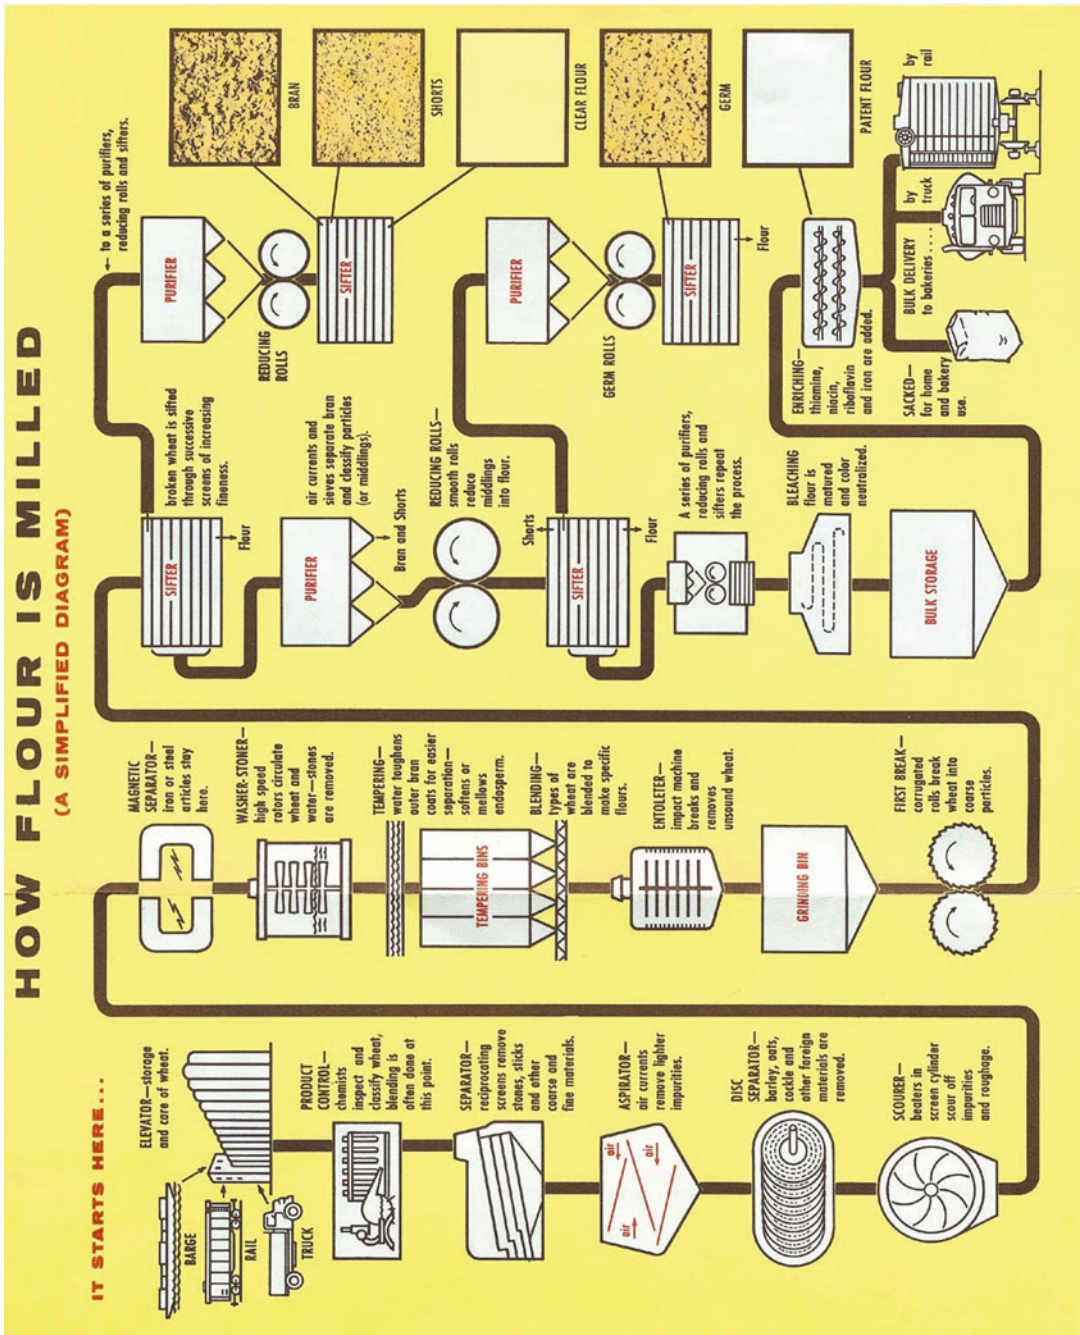 HOW FLOUR IS MILLED
(A SIMPLIFIED DIAGRAM)
IT STARTS HERE...
BARGE
RAIL
TRUCK
ELEVATOR—storage
and care of wheat.
PRODUCT
CONTROL—
chemists
inspect and
classify wheat,
blending is
often done at
this point.
SEPARATOR—
reciprocating
screens remove
stones, sticks
and other
coarse and
fine materials.
air
air
air
ASPIRATOR—
air currents
remove lighter
impurities.
DISC
SEPARATOR—
barley, oats,
cockle and
other foreign
materials are
removed.
SCOURER—
beaters in
screen cylinder
scour off
impurities
and roughage.
MAGNETIC
SEPARATOR—
iron or steel
articles stay
here.
WASHER-STONER—
high speed
rotors circulate
wheat and
water—stones
are removed.
TEMPERING—
water toughens
outer bran
coats for easier
separation—
softens or
mellows
endosperm.
TEMPERING BINS
BLENDING—
types of
wheat are
blended to
make specific
flours.
ENTOLETER—
impact machine
breaks and
removes
unsound wheat.
GRINDING BIN
FIRST BREAK—
corrugated
rolls break
wheat into
coarse
particles.
SIFTER
broken wheat is sifted
through successive
screens of increasing
fineness.
Flour
PURIFIER
air currents and
sieves separate bran
and classify particles
(or middlings).
Bran and Shorts
REDUCING ROLLS—
smooth rolls
reduce
middlings
into flour.
Shorts
SIFTER
Flour
A series of purifiers,
reducing rolls and
sifters repeat
the process.
BLEACHING
flour is
matured
and color
neutralized.
BULK STORAGE
to a series of purifiers,
reducing rolls and sifters.
PURIFIER
REDUCING
ROLLS
SIFTER
BRAN
SHORTS
CLEAR FLOUR
PURIFIER
GERM ROLLS
SIFTER
Flour
GERM
PATENT FLOUR
ENRICHING—
thiamine,
niacin,
riboflavin
and iron are added.
SACKED—
for home
and bakery
use.
BULK DELIVERY
to bakeries....
by
truck
by
rail